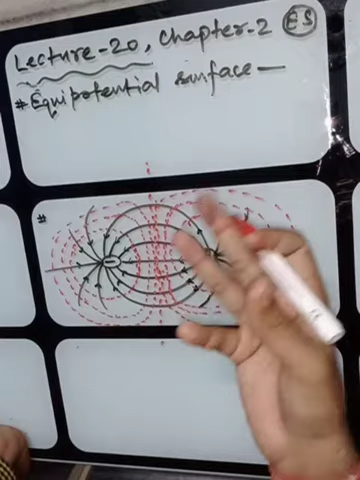 Lecture-20, Chapter-2 ES
# Equipotential surface —
#